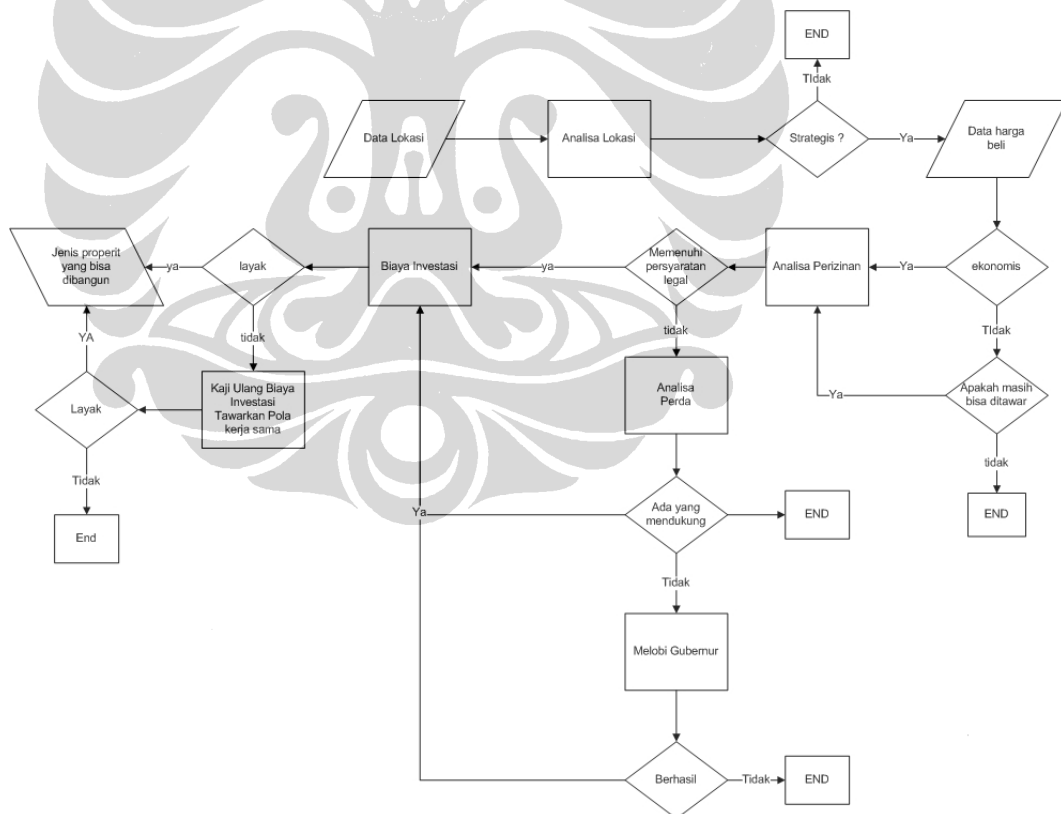 END
TIdak
Data Lokasi
Analisa Lokasi
Strategis ?
Ya
Data harga
beli
Jenis properit
yang bisa
dibangun
ya
layak
Biaya Investasi
ya
Memenuhi
persyaratan
legal
Analisa Perizinan
Ya
ekonomis
YA
tidak
tidak
TIdak
Layak
Kaji Ulang Biaya
Investasi
Tawarkan Pola
kerja sama
Analisa
Perda
Ya
Apakah masih
bisa ditawar
Tidak
tidak
End
Ya
Ada yang
mendukung
END
END
Tidak
Melobi Gubernur
Berhasil
Tidak
END